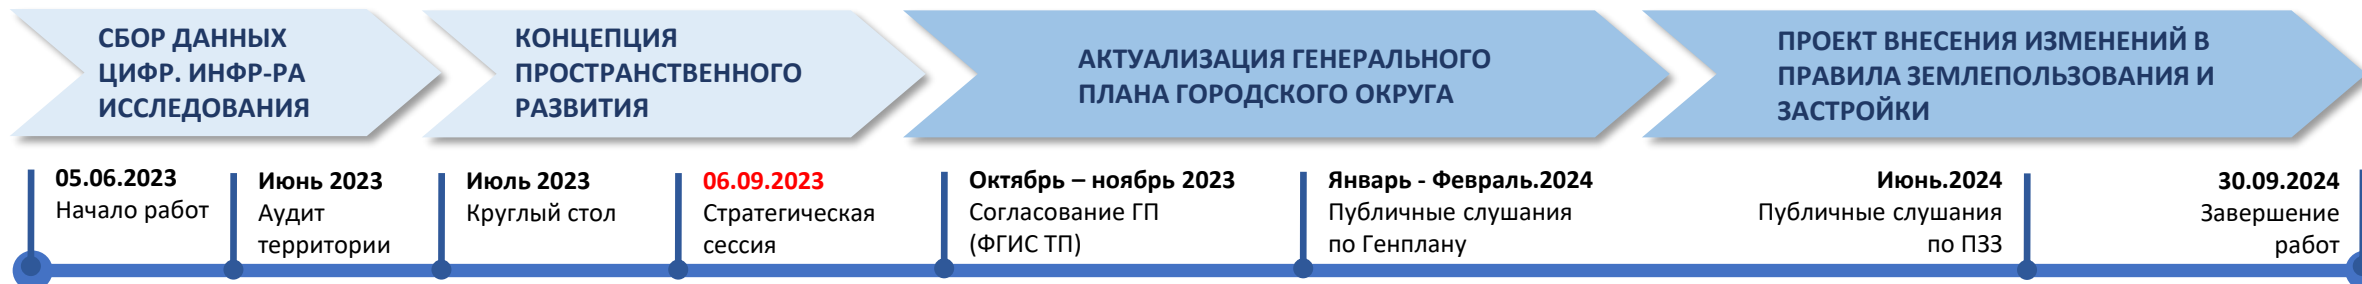 СБОР ДАННЫХ
ЦИФР. ИНФР-РА
ИССЛЕДОВАНИЯ
КОНЦЕПЦИЯ
ПРОСТРАНСТВЕННОГО
РАЗВИТИЯ
АКТУАЛИЗАЦИЯ ГЕНЕРАЛЬНОГО
ПЛАНА ГОРОДСКОГО ОКРУГА
ПРОЕКТ ВНЕСЕНИЯ ИЗМЕНЕНИЙ В
ПРАВИЛА ЗЕМЛЕПОЛЬЗОВАНИЯ И
ЗАСТРОЙКИ
05.06.2023
Начало работ
Июнь 2023
Аудит
территории
Июль 2023
Круглый стол
06.09.2023
Стратегическая
сессия
Октябрь – ноябрь 2023
Согласование ГП
(ФГИС ТП)
Январь - Февраль.2024
Публичные слушания
по Генплану
Июнь.2024
Публичные слушания
по ПЗЗ
30.09.2024
Завершение
работ